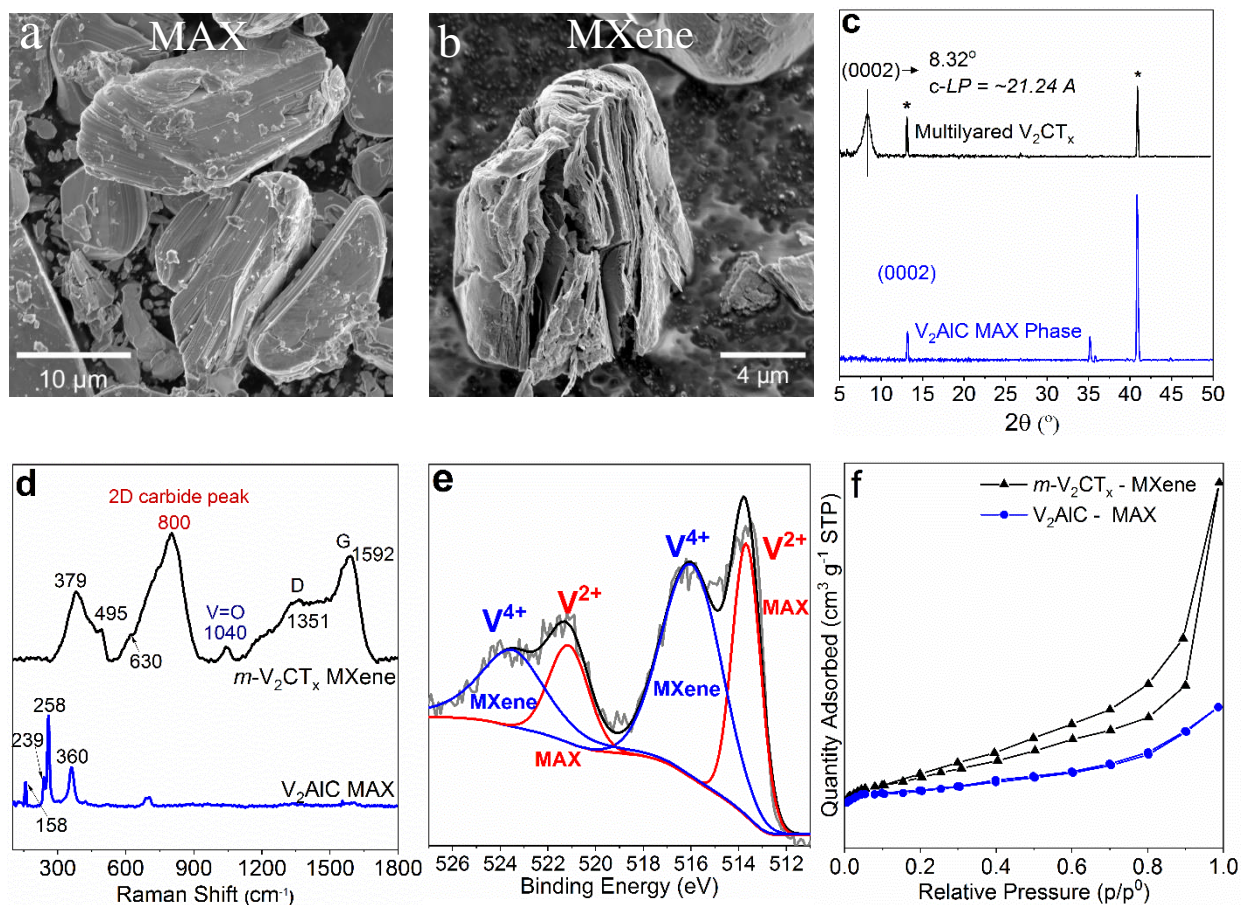 a
MAX
10 μm
b
MXene
4 μm
c
(0002)
8.32°
c-LP = ~21.24 A
*
*
Multilyared V₂CTₓ
(0002)
V₂AlC MAX Phase
5 10 15 20 25 30 35 40 45 50
2θ (°)
d
2D carbide peak
800
G
1592
379
495
V=O
1040
D
1351
630
m-V₂CTₓ MXene
258
239
360
V₂AlC MAX
158
300 600 900 1200 1500 1800
Raman Shift (cm⁻¹)
e
V⁴⁺
V²⁺
V⁴⁺
V²⁺
MAX
MXene
MXene
MAX
526 524 522 520 518 516 514 512
Binding Energy (eV)
f
m-V₂CTₓ - MXene
V₂AlC - MAX
Quantity Adsorbed (cm³ g⁻¹ STP)
0.0 0.2 0.4 0.6 0.8 1.0
Relative Pressure (p/p⁰)